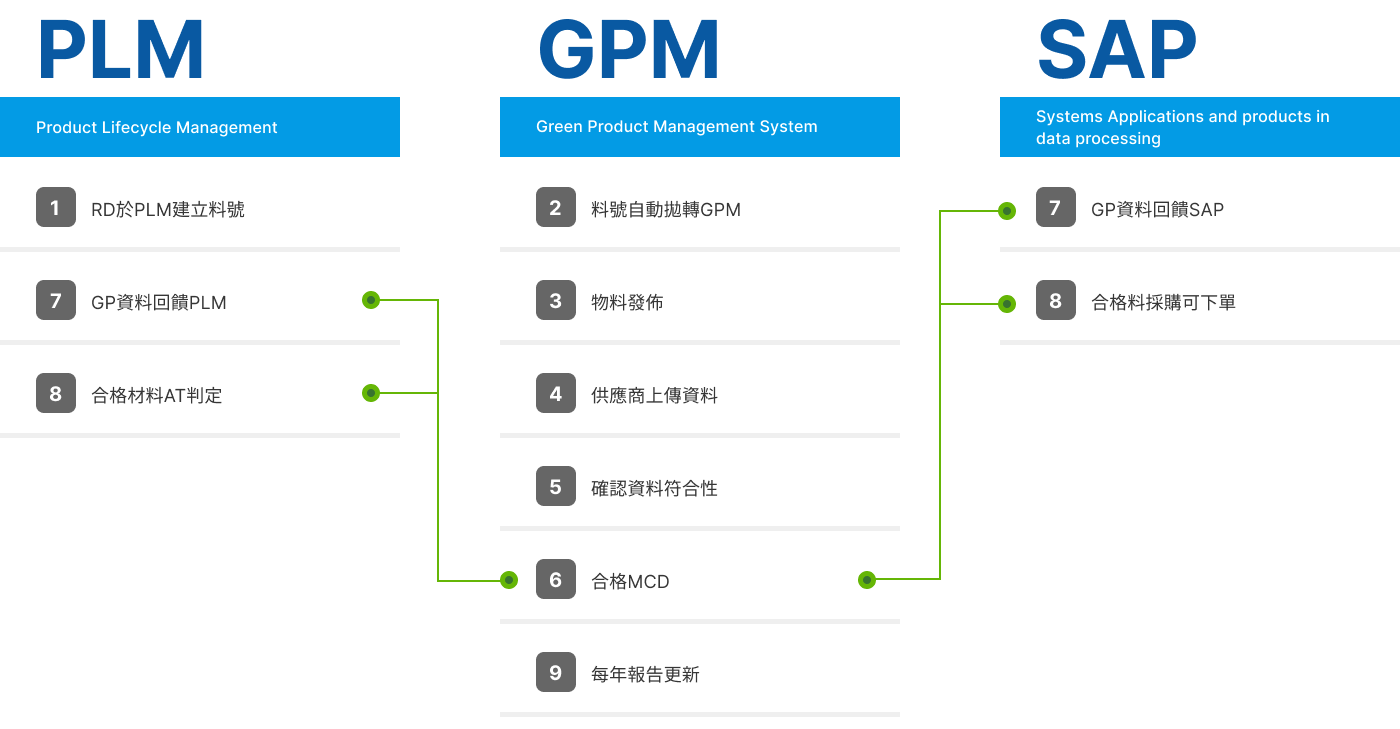 PLM
Product Lifecycle Management
1 RD於PLM建立料號
7 GP資料回饋PLM
8 合格材料AT判定
GPM
Green Product Management System
2 料號自動拋轉GPM
3 物料發佈
4 供應商上傳資料
5 確認資料符合性
6 合格MCD
9 每年報告更新
SAP
Systems Applications and products in
data processing
7 GP資料回饋SAP
8 合格料採購可下單